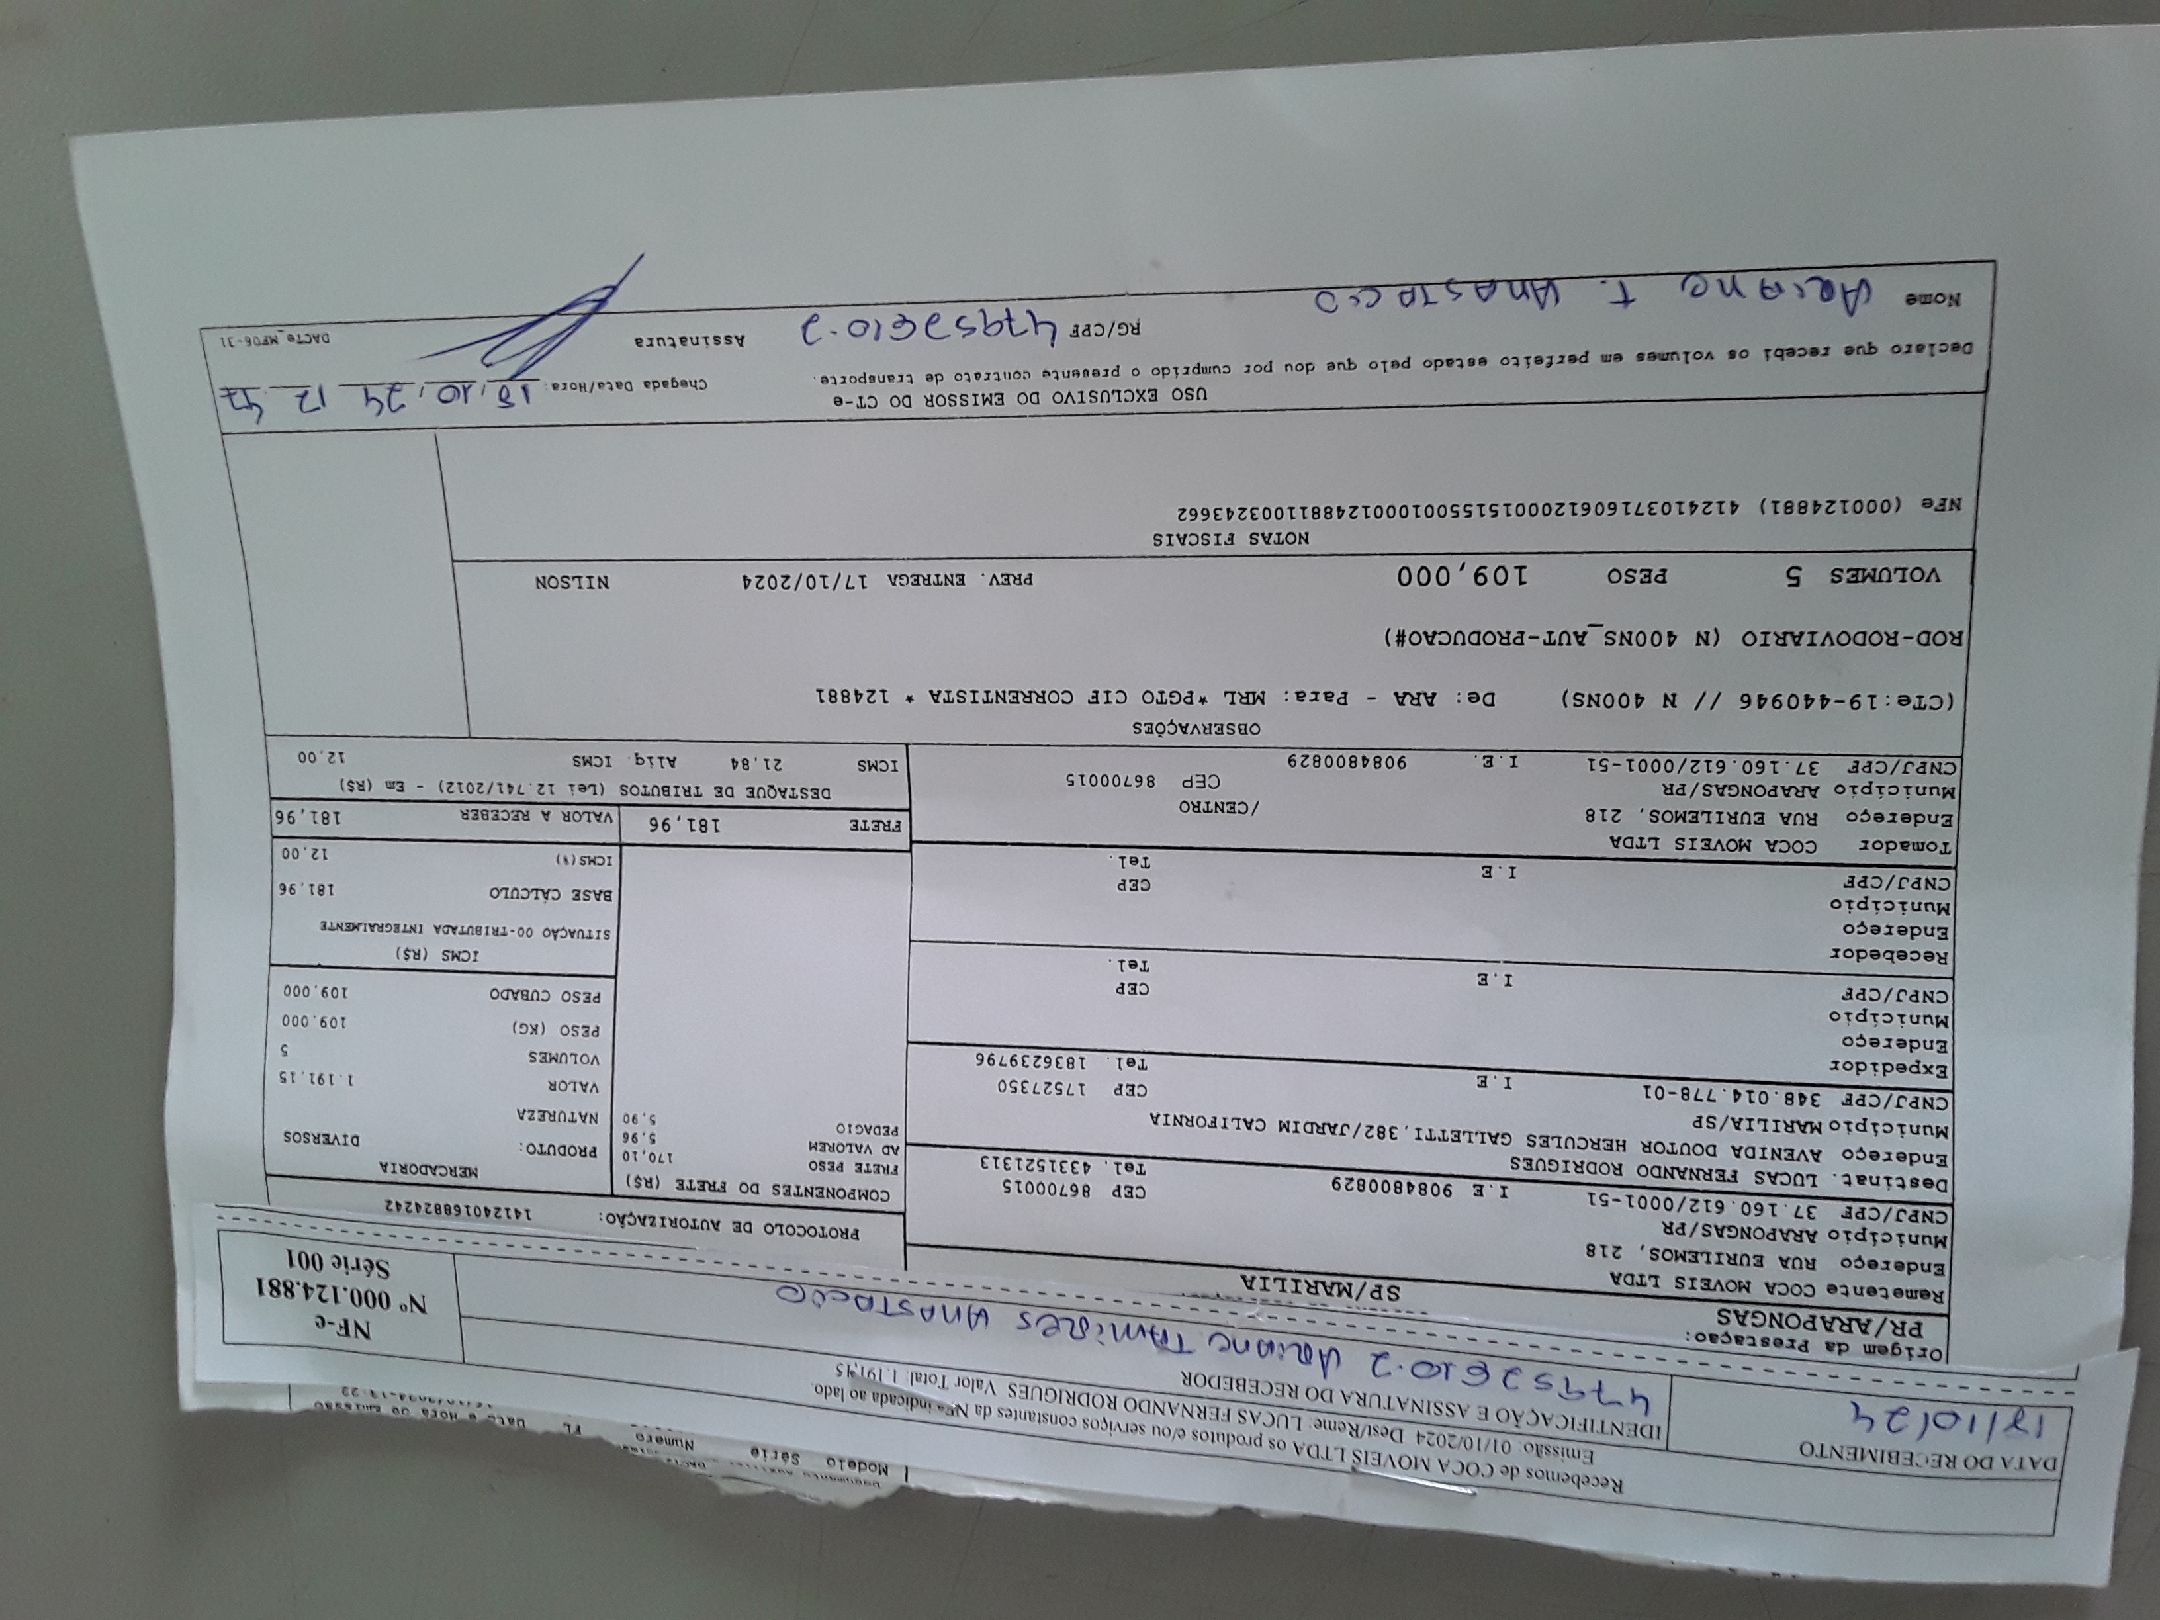 Modelo Série Numero FL
Recebemos de COCA MOVEIS LTDA os produtos e/ou serviços constantes da NFe indicada ao lado.
Emissão: 01/10/2024 Dest/Reme: LUCAS FERNANDO RODRIGUES Valor Total: 1.191,15
DATA DO RECEBIMENTO
IDENTIFICAÇÃO E ASSINATURA DO RECEBEDOR
18/10/24
Ariane Tamires Anastacio
NF-e
Nº 000.124.881
Série 001
Origem da Prestação:
PR/ARAPONGAS
SP/MARILIA
PROTOCOLO DE AUTORIZAÇÃO: 141240168824242
Remetente COCA MOVEIS LTDA
Endereço RUA EURILEMOS, 218
Município ARAPONGAS/PR
CEP 86700015
CNPJ/CPF 37.160.612/0001-51 I.E 9084800829
Tel. 4331521313
Destinat. LUCAS FERNANDO RODRIGUES
Endereço AVENIDA DOUTOR HERCULES GALLETTI,382/JARDIM CALIFORNIA
Município MARILIA/SP
CEP 17527350
CNPJ/CPF 348.014.778-01 I.E
Tel. 1836239796
Expedidor
Endereço
Município
CEP
CNPJ/CPF I.E
Tel.
Recebedor
Endereço
Município
CEP
CNPJ/CPF I.E
Tel.
Tomador COCA MOVEIS LTDA
Endereço RUA EURILEMOS, 218 /CENTRO
Município ARAPONGAS/PR CEP 86700015
CNPJ/CPF 37.160.612/0001-51 I.E. 9084800829
COMPONENTES DO FRETE (R$)
FRETE PESO 170,10
AD VALOREM 5,96
PEDAGIO 5,90
MERCADORIA
PRODUTO: DIVERSOS
NATUREZA
VALOR 1.191,15
VOLUMES 5
PESO (KG) 109.000
PESO CUBADO 109.000
ICMS (R$)
SITUAÇÃO 00-TRIBUTADA INTEGRALMENTE
BASE CÁLCULO 181,96
ICMS(%) 12,00
FRETE 181,96
VALOR A RECEBER 181,96
DESTAQUE DE TRIBUTOS (Lei 12.741/2012) - Em (R$)
ICMS 21,84 Aliq. ICMS 12,00
OBSERVAÇÕES
(CTe:19-440946 // N 400NS) De: ARA - Para: MRL *PGTO CIF CORRENTISTA * 124881
ROD-RODOVIARIO (N 400NS_AUT-PRODUCAO#)
VOLUMES 5 PESO 109,000 PREV. ENTREGA 17/10/2024 NILSON
NOTAS FISCAIS
NFe (000124881) 41241037160612000151550010001248811003243662
USO EXCLUSIVO DO EMISSOR DO CT-e
Declaro que recebi os volumes em perfeito estado pelo que dou por cumprido o presente contrato de transporte.
Chegada Data/Hora: 18,10,24 12 42
Nome Ariane T. Anastacio
RG/CPF
Assinatura
DACTe_MF06-31